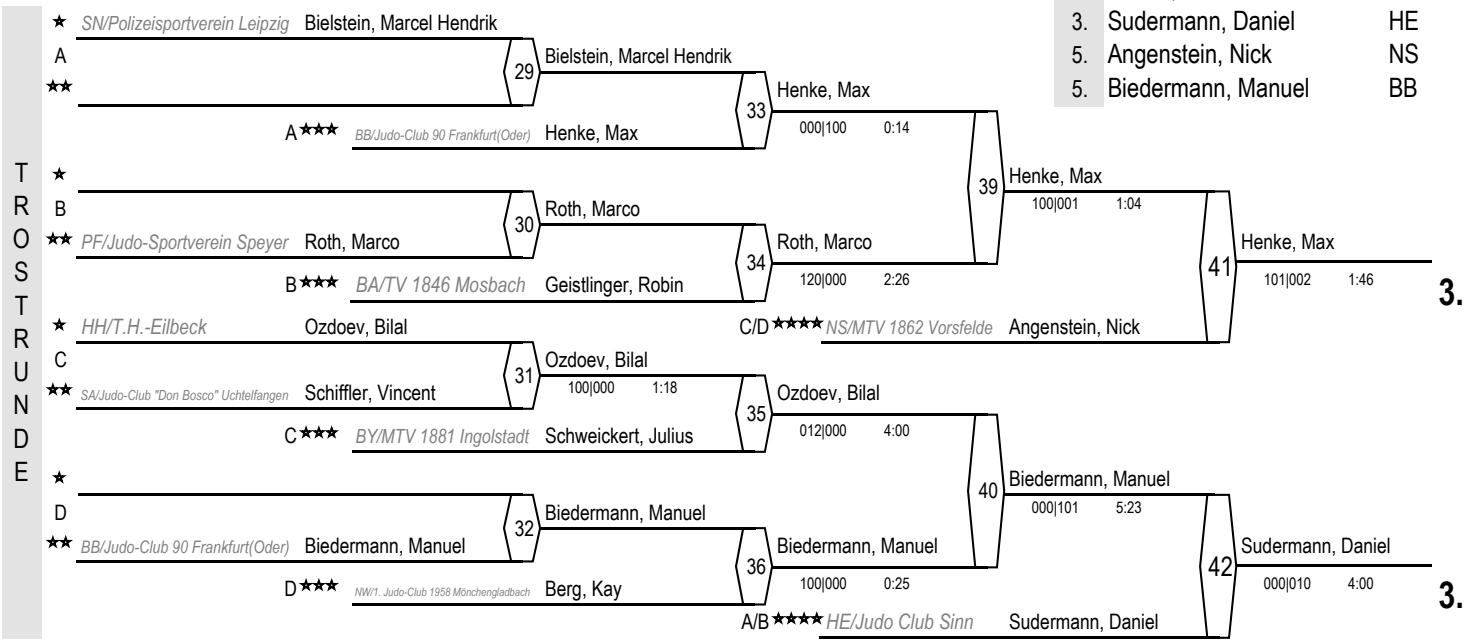 ★ SN/Polizeisportverein Leipzig Bielstein, Marcel Hendrik
3. Sudermann, Daniel HE
A
29 Bielstein, Marcel Hendrik
5. Angenstein, Nick NS
★★
33 Henke, Max
000|100 0:14
5. Biedermann, Manuel BB
A ★★★ BB/Judo-Club 90 Frankfurt(Oder) Henke, Max
TROSTRUNDE
★
39 Henke, Max
100|001 1:04
B
30 Roth, Marco
★★ PF/Judo-Sportverein Speyer Roth, Marco
34 Roth, Marco
120|000 2:26
41 Henke, Max
101|002 1:46
3.
B ★★★ BA/TV 1846 Mosbach Geistlinger, Robin
★ HH/T.H.-Eilbeck Ozdoev, Bilal
C/D ★★★★ NS/MTV 1862 Vorsfelde Angenstein, Nick
C
31 Ozdoev, Bilal
100|000 1:18
★★ SA/Judo-Club "Don Bosco" Uchtelfangen Schiffler, Vincent
35 Ozdoev, Bilal
012|000 4:00
C ★★★ BY/MTV 1881 Ingolstadt Schweickert, Julius
★
40 Biedermann, Manuel
000|101 5:23
D
32 Biedermann, Manuel
★★ BB/Judo-Club 90 Frankfurt(Oder) Biedermann, Manuel
36 Biedermann, Manuel
100|000 0:25
42 Sudermann, Daniel
000|010 4:00
3.
D ★★★ NW/1. Judo-Club 1958 Mönchengladbach Berg, Kay
A/B ★★★★ HE/Judo Club Sinn Sudermann, Daniel